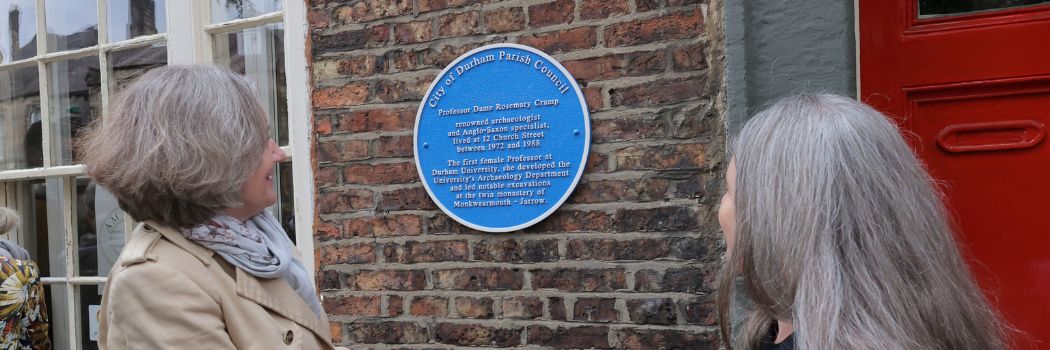 City of Durham Parish Council
Professor Dame Rosemary Cramp
renowned archaeologist
and Anglo-Saxon specialist,
lived at 12 Church Street
between 1972 and 1988
The first female Professor at
Durham University, she developed the
University's Archaeology Department
and led notable excavations
at the twin monastery of
Monkwearmouth - Jarrow.